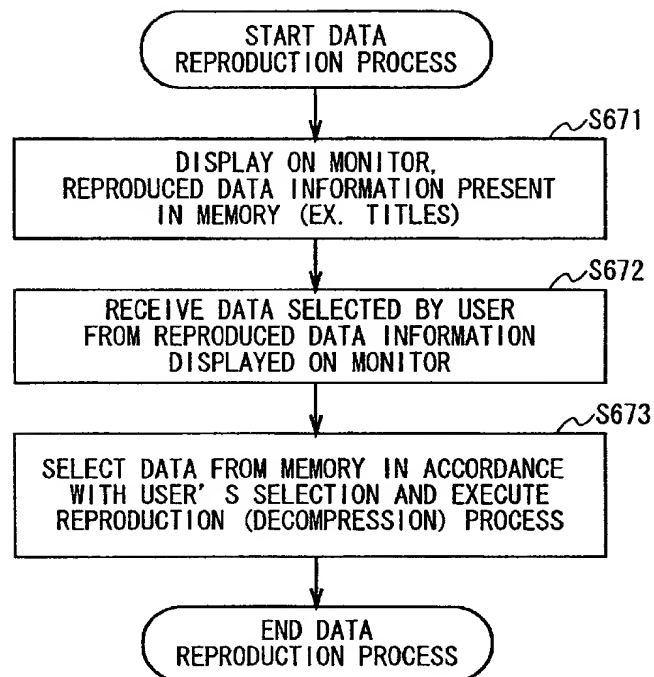 START DATA
REPRODUCTION PROCESS
S671
DISPLAY ON MONITOR,
REPRODUCED DATA INFORMATION PRESENT
IN MEMORY (EX. TITLES)
S672
RECEIVE DATA SELECTED BY USER
FROM REPRODUCED DATA INFORMATION
DISPLAYED ON MONITOR
S673
SELECT DATA FROM MEMORY IN ACCORDANCE
WITH USER'S SELECTION AND EXECUTE
REPRODUCTION (DECOMPRESSION) PROCESS
END DATA
REPRODUCTION PROCESS